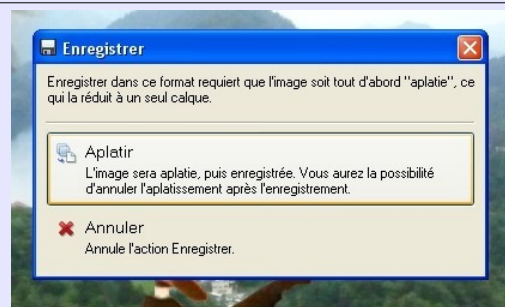 Enregistrer
Enregistrer dans ce format requiert que l'image soit tout d'abord "aplatie", ce
qui la réduit à un seul calque.
Aplatir
L'image sera aplatie, puis enregistrée. Vous aurez la possibilité
d'annuler l'aplatissement après l'enregistrement.
Annuler
Annule l'action Enregistrer.